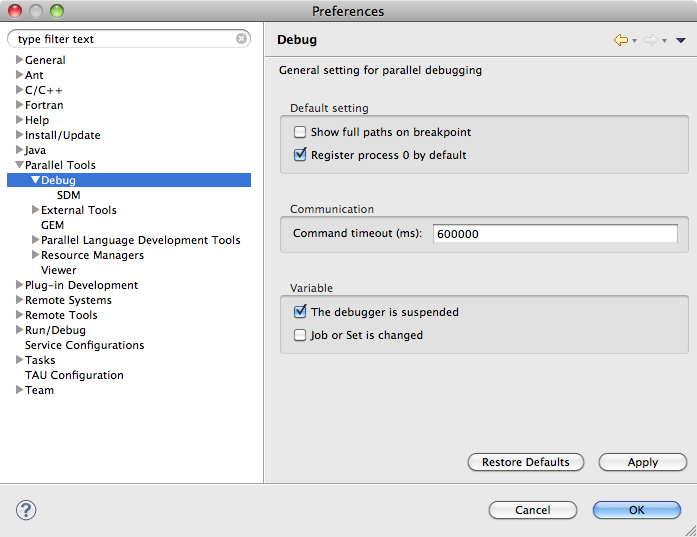 Preferences
type filter text
General
Ant
C/C++
Fortran
Help
Install/Update
Java
Parallel Tools
Debug
SDM
External Tools
GEM
Parallel Language Development Tools
Resource Managers
Viewer
Plug-in Development
Remote Systems
Remote Tools
Run/Debug
Service Configurations
Tasks
TAU Configuration
Team
Debug
General setting for parallel debugging
Default setting
Show full paths on breakpoint
Register process 0 by default
Communication
Command timeout (ms): 600000
Variable
The debugger is suspended
Job or Set is changed
Restore Defaults Apply
? Cancel OK